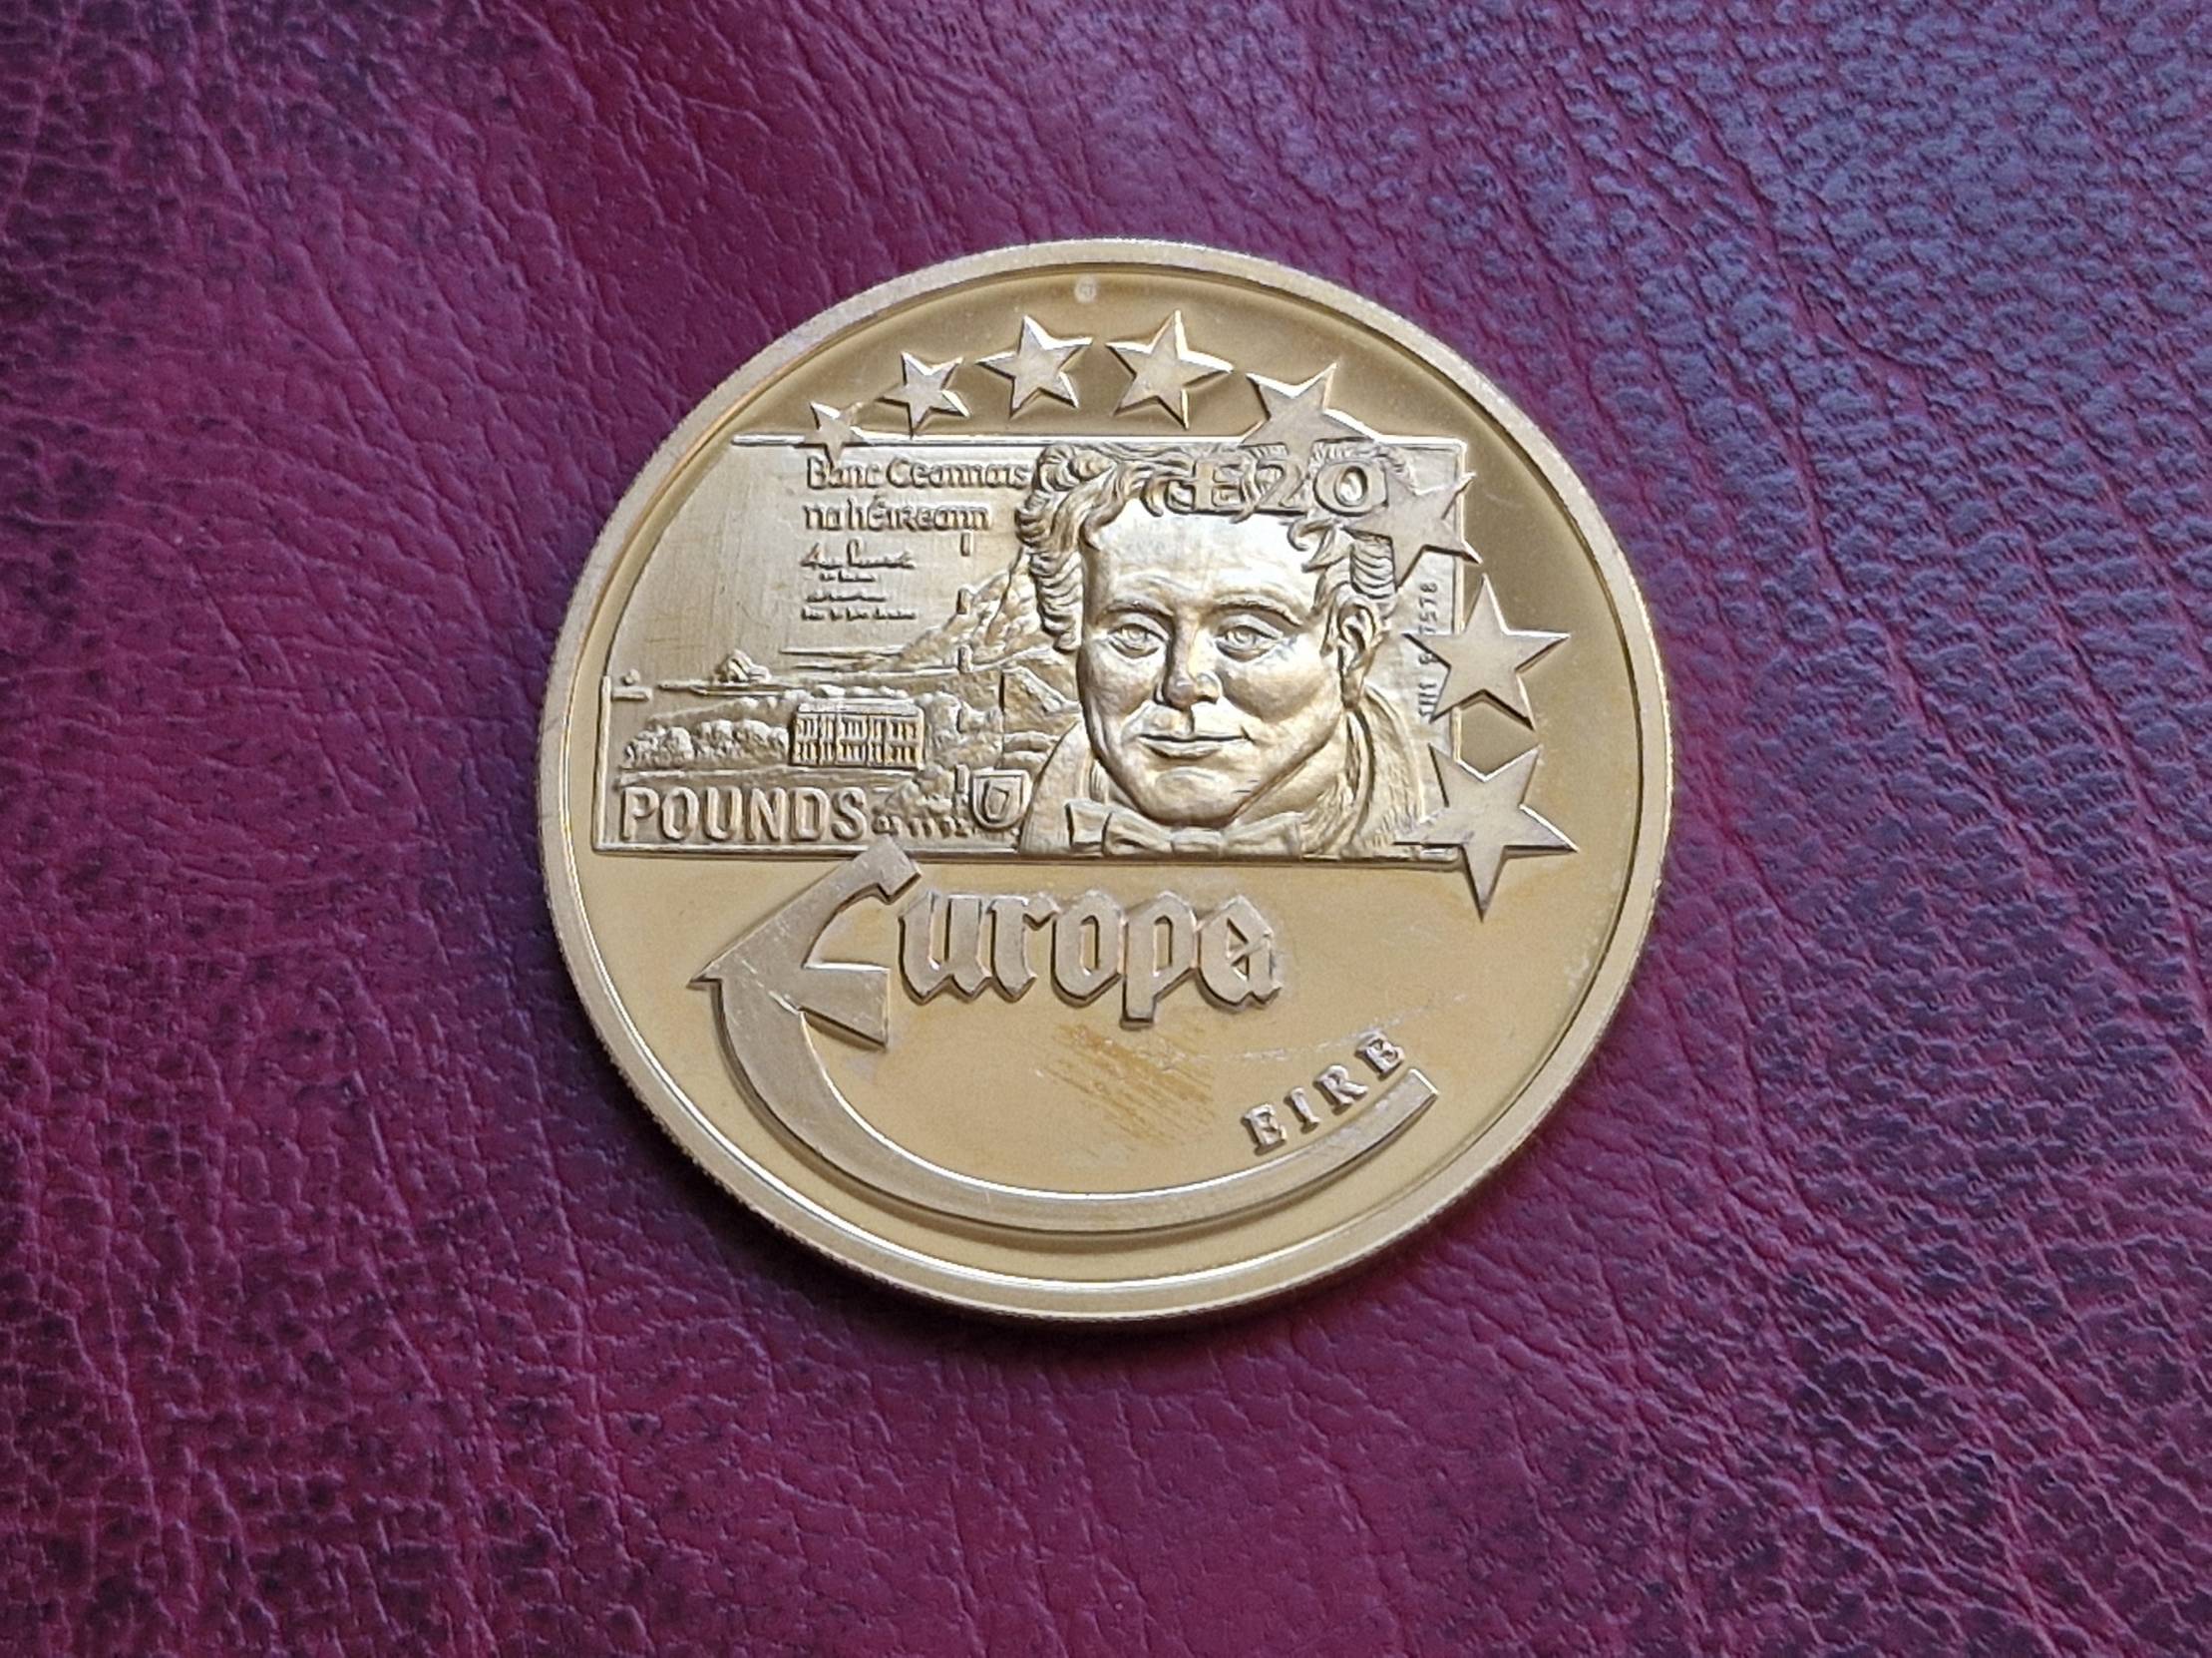 Banc Ceannais
na hÉireann
£20
POUNDS
Europa
EIRE